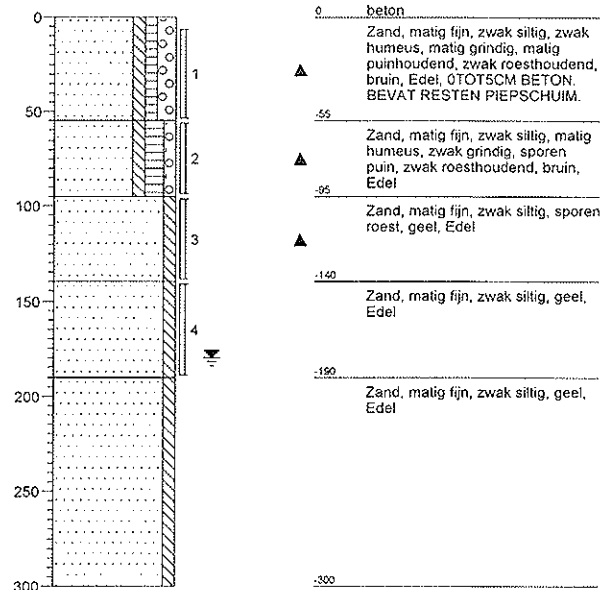 0
50
100
150
200
250
300
1
2
3
4
0
beton
Zand, matig fijn, zwak siltig, zwak
humeus, matig grindig, matig
puinhoudend, zwak roesthoudend,
bruin, Edel, 0TOT5CM BETON.
BEVAT RESTEN PIEPSCHUIM.
-55
Zand, matig fijn, zwak siltig, matig
humeus, zwak grindig, sporen
puin, zwak roesthoudend, bruin,
Edel
-95
Zand, matig fijn, zwak siltig, sporen
roest, geel, Edel
-140
Zand, matig fijn, zwak siltig, geel,
Edel
-190
Zand, matig fijn, zwak siltig, geel,
Edel
-300